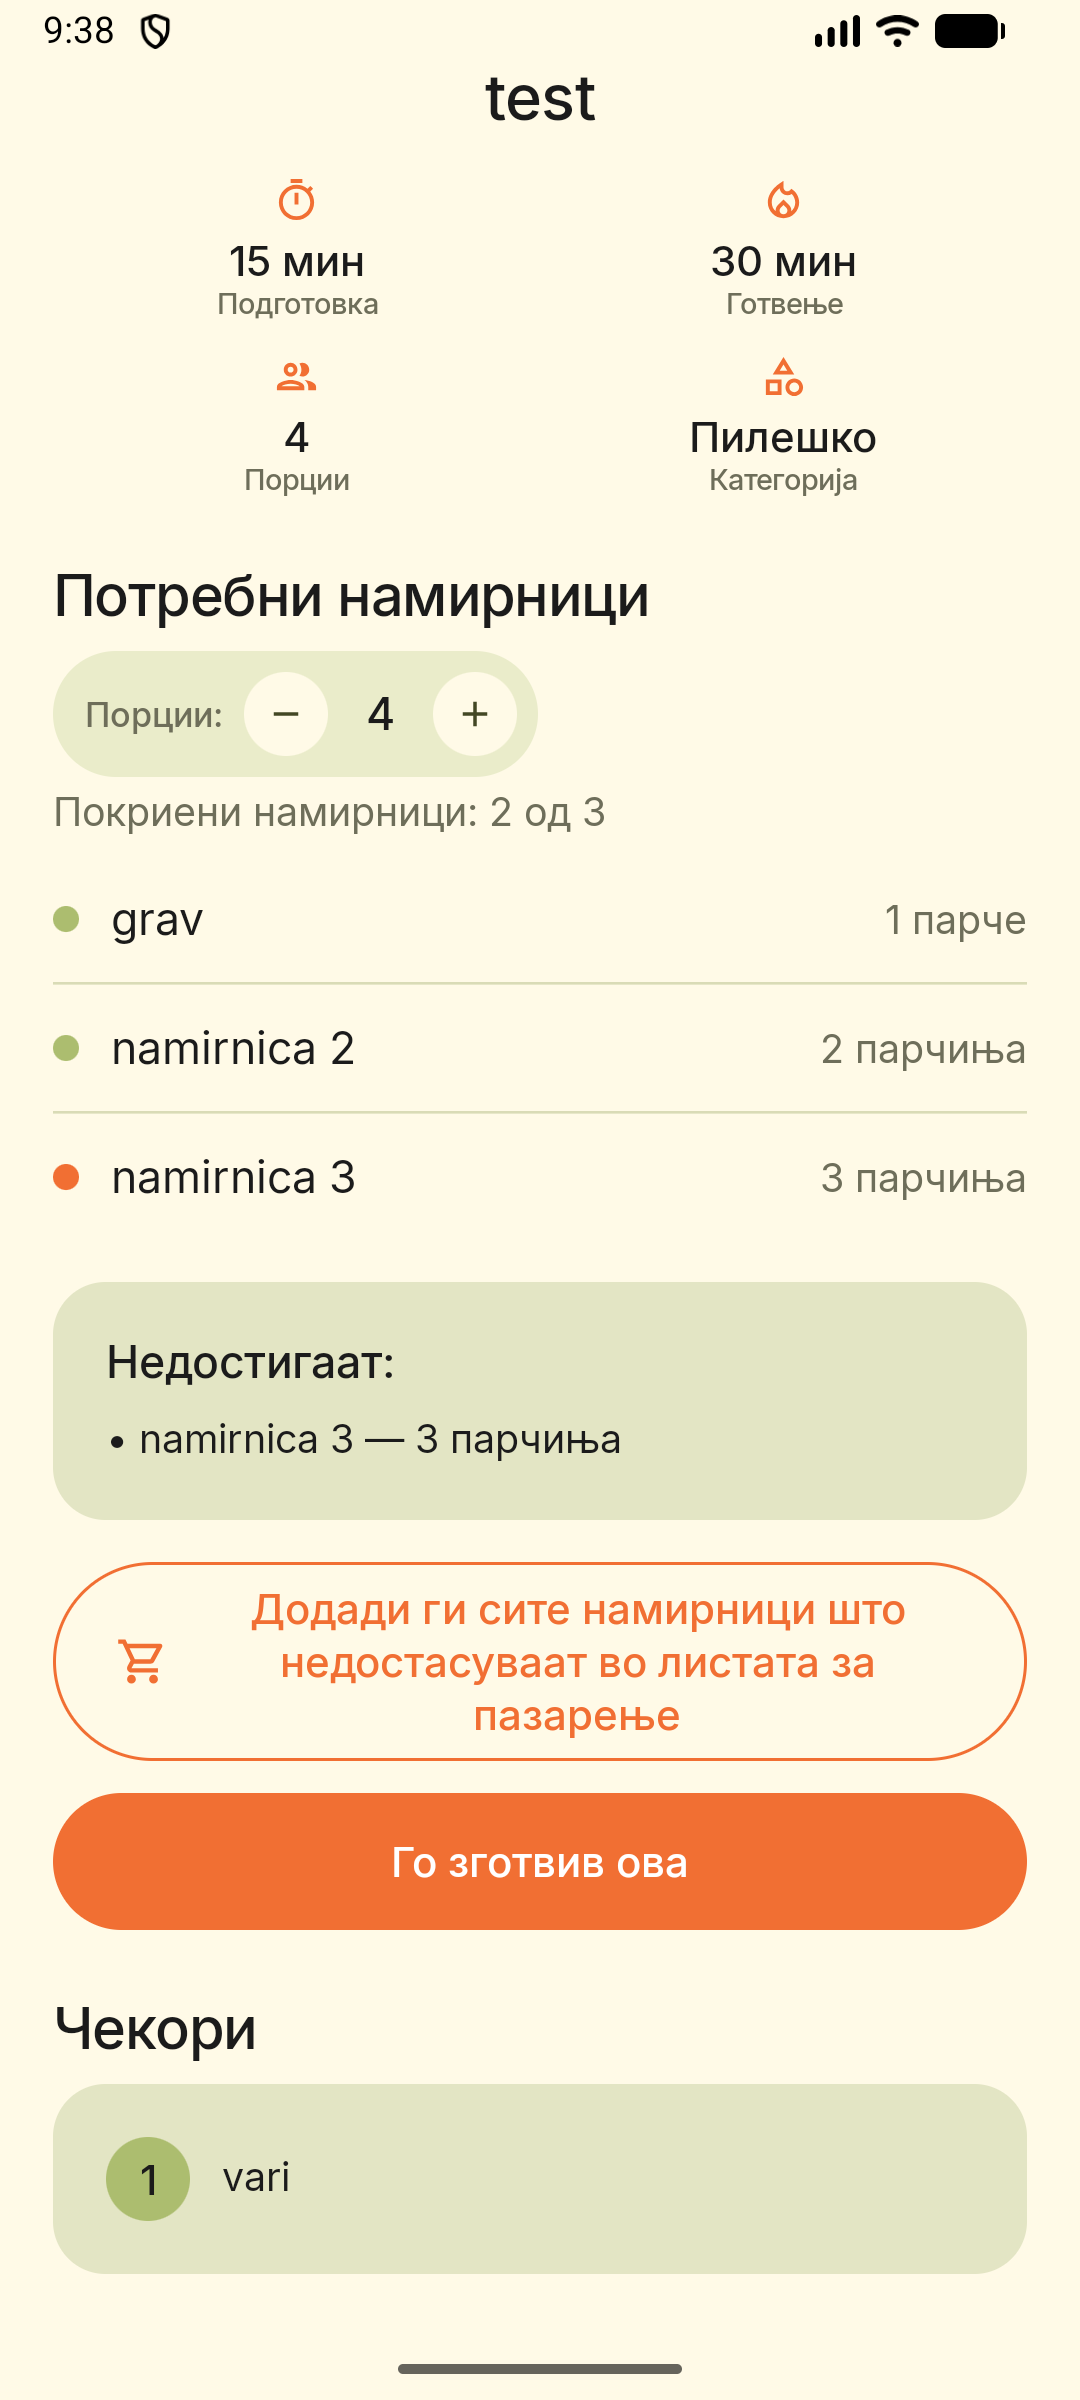 9:38
test
15 мин
30 мин
Подготовка
Готвење
4
Пилешко
Порции
Категорија
Потребни намирници
Порции: − 4 +
Покриени намирници: 2 од 3
grav 1 парче
namirnica 2 2 парчиња
namirnica 3 3 парчиња
Недостигаат:
• namirnica 3 — 3 парчиња
Додади ги сите намирници што
недостасуваат во листата за
пазарење
Го зготвив ова
Чекори
1 vari